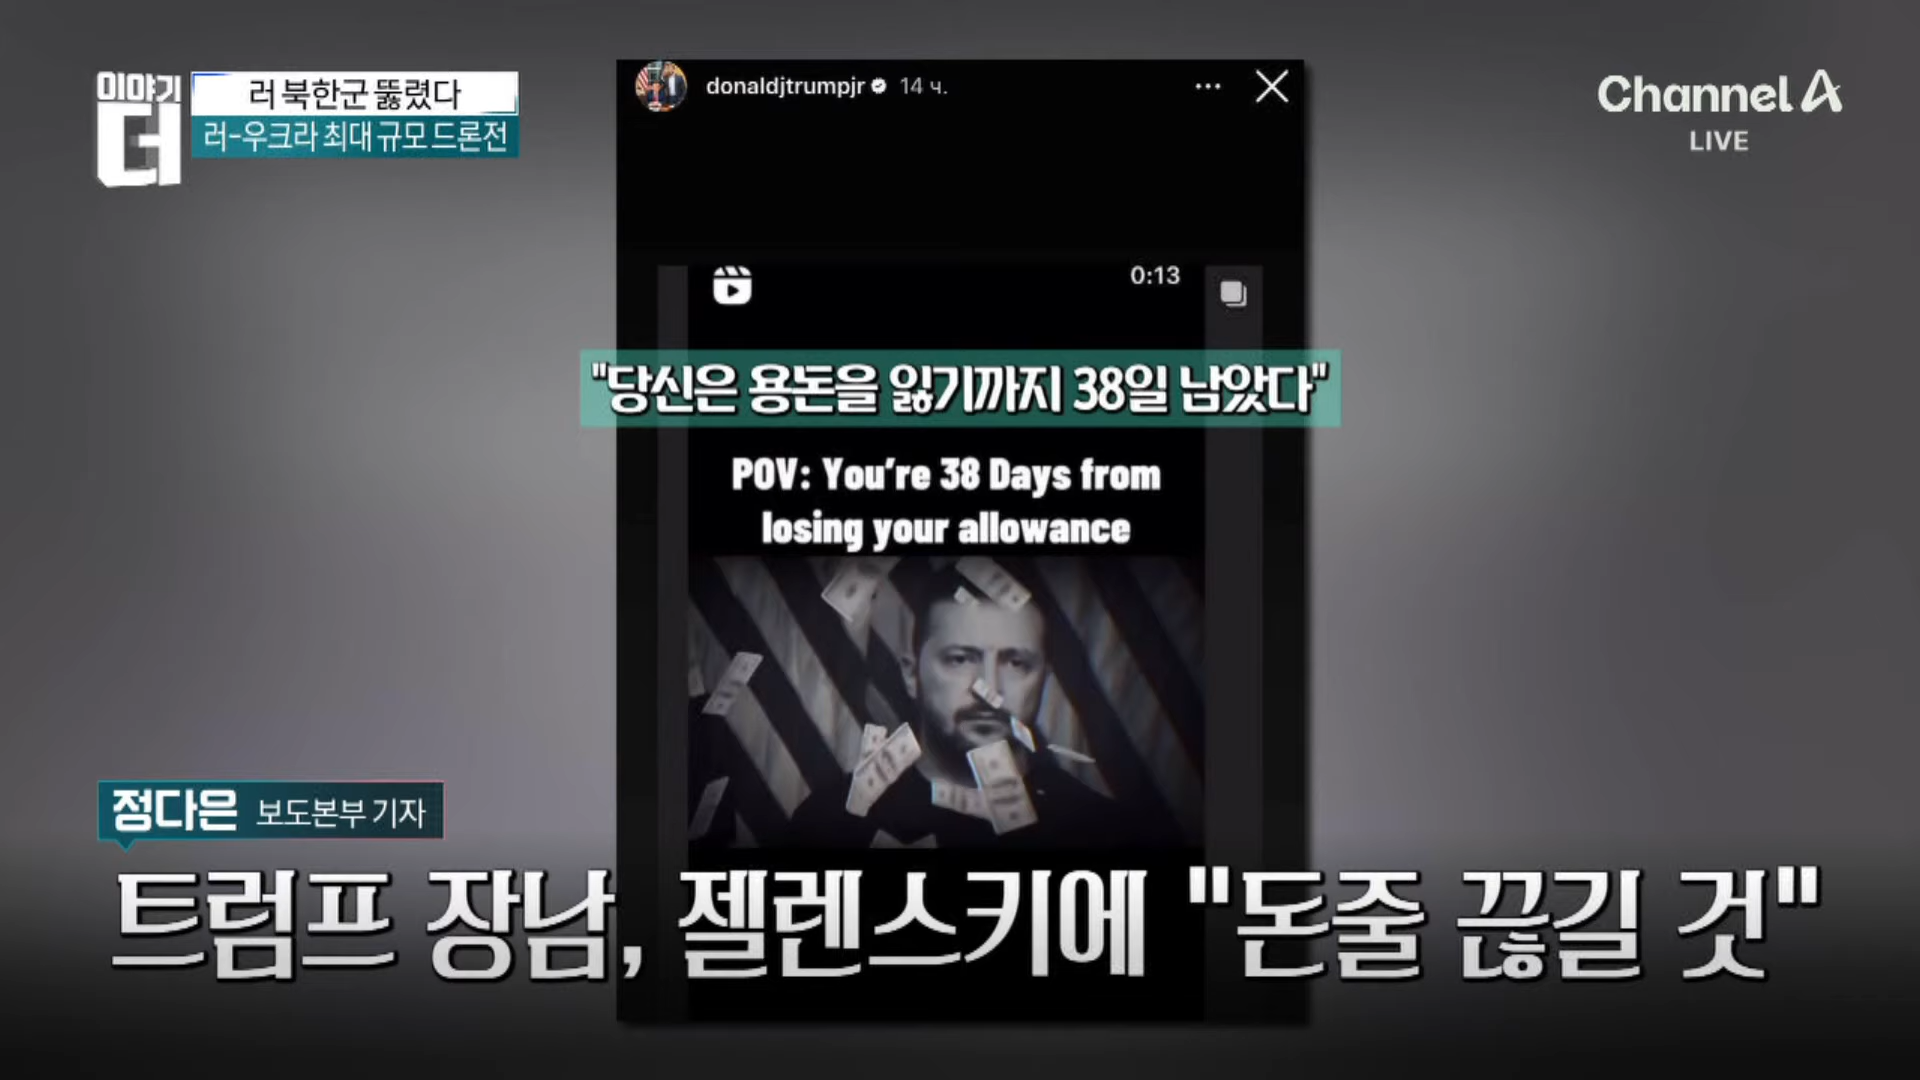 이야기 더
러 북한군 뚫렸다
러-우크라 최대 규모 드론전
Channel A
LIVE
donaldjtrumpjr 14 ч.
0:13
"당신은 용돈을 잃기까지 38일 남았다"
POV: You're 38 Days from
losing your allowance
정다은 보도본부 기자
트럼프 장남, 젤렌스키에 "돈줄 끊길 것"